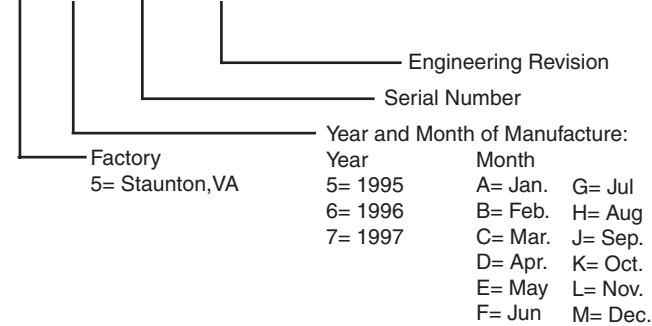 Engineering Revision
Serial Number
Year and Month of Manufacture:
Factory
5= Staunton,VA
Year
5= 1995
6= 1996
7= 1997
Month
A= Jan. G= Jul
B= Feb. H= Aug
C= Mar. J= Sep.
D= Apr. K= Oct.
E= May L= Nov.
F= Jun M= Dec.